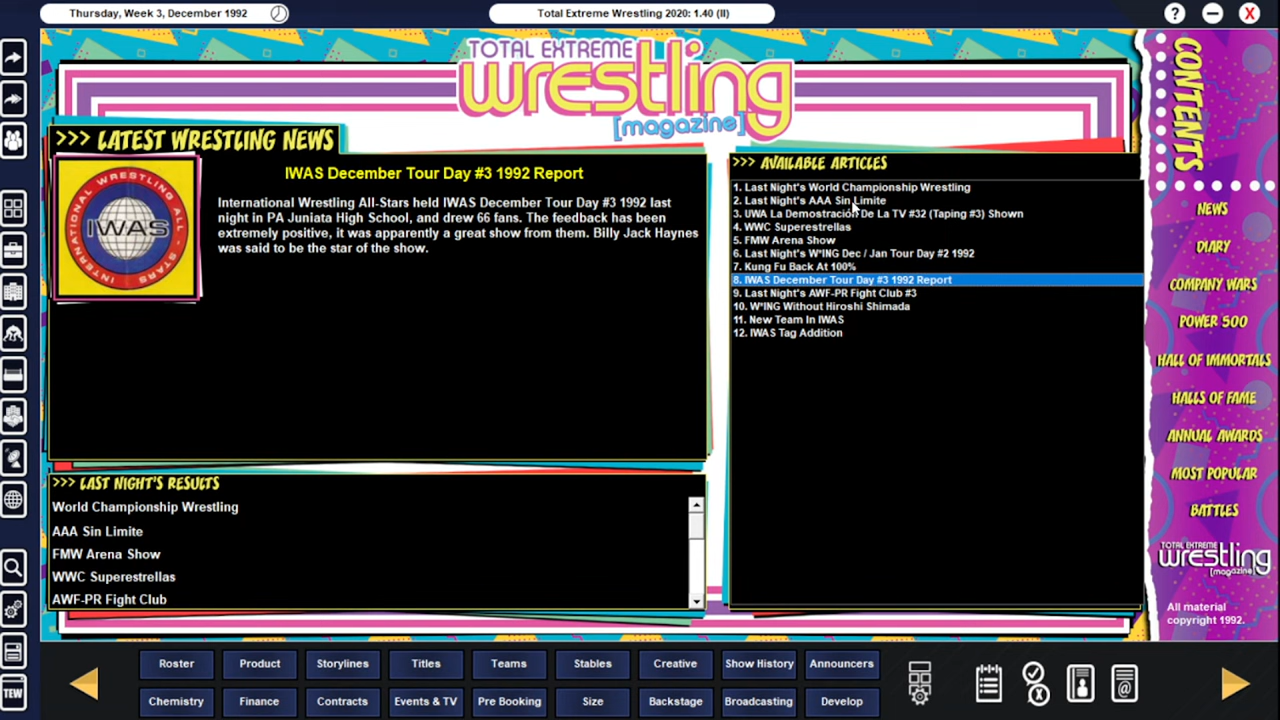 Thursday, Week 3, December 1992
Total Extreme Wrestling 2020: 1.40 (II)
?
X
TOTAL EXTREME
wrestling
[magazine]
CONTENTS
>>> LATEST WRESTLING NEWS
IWAS December Tour Day #3 1992 Report
INTERNATIONAL WRESTLING ALL-STARS
IWAS
International Wrestling All-Stars held IWAS December Tour Day #3 1992 last
night in PA Juniata High School, and drew 66 fans. The feedback has been
extremely positive, it was apparently a great show from them. Billy Jack Haynes
was said to be the star of the show.
>>> AVAILABLE ARTICLES
1. Last Night's World Championship Wrestling
2. Last Night's AAA Sin Limite
3. UWA La Demostración De La TV #32 (Taping #3) Shown
4. WWC Superestrellas
5. FMW Arena Show
6. Last Night's W*ING Dec / Jan Tour Day #2 1992
7. Kung Fu Back At 100%
8. IWAS December Tour Day #3 1992 Report
9. Last Night's AWF-PR Fight Club #3
10. W*ING Without Hiroshi Shimada
11. New Team In IWAS
12. IWAS Tag Addition
>>> LAST NIGHT'S RESULTS
World Championship Wrestling
AAA Sin Limite
FMW Arena Show
WWC Superestrellas
AWF-PR Fight Club
NEWS
DIARY
COMPANY WARS
POWER 500
HALL OF IMMORTALS
HALLS OF FAME
ANNUAL AWARDS
MOST POPULAR
BATTLES
TOTAL EXTREME
wrestling
[magazine]
All material
copyright 1992.
TEW
Roster
Product
Storylines
Titles
Teams
Stables
Creative
Show History
Announcers
Chemistry
Finance
Contracts
Events & TV
Pre Booking
Size
Backstage
Broadcasting
Develop
@